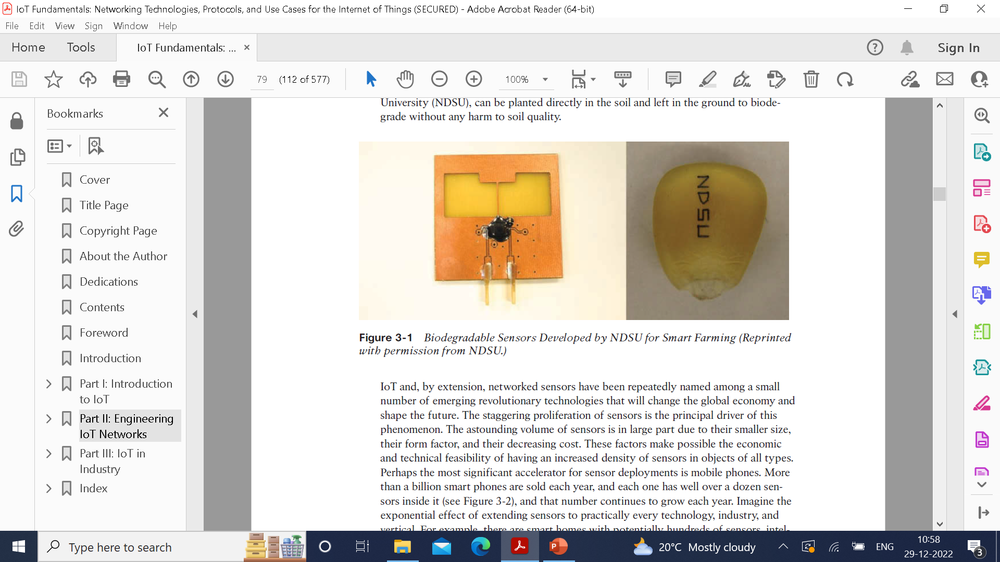 IoT Fundamentals: Networking Technologies, Protocols, and Use Cases for the Internet of Things (SECURED) - Adobe Acrobat Reader (64-bit)
File Edit View Sign Window Help
Home Tools IoT Fundamentals: ... × Sign In
79 (112 of 577) 100%
Bookmarks
Cover
Title Page
Copyright Page
About the Author
Dedications
Contents
Foreword
Introduction
Part I: Introduction
to IoT
Part II: Engineering
IoT Networks
Part III: IoT in
Industry
Index
University (NDSU), can be planted directly in the soil and left in the ground to biode-
grade without any harm to soil quality.
NDSU
Figure 3-1 Biodegradable Sensors Developed by NDSU for Smart Farming (Reprinted
with permission from NDSU.)
IoT and, by extension, networked sensors have been repeatedly named among a small
number of emerging revolutionary technologies that will change the global economy and
shape the future. The staggering proliferation of sensors is the principal driver of this
phenomenon. The astounding volume of sensors is in large part due to their smaller size,
their form factor, and their decreasing cost. These factors make possible the economic
and technical feasibility of having an increased density of sensors in objects of all types.
Perhaps the most significant accelerator for sensor deployments is mobile phones. More
than a billion smart phones are sold each year, and each one has well over a dozen sen-
sors inside it (see Figure 3-2), and that number continues to grow each year. Imagine the
exponential effect of extending sensors to practically every technology, industry, and
vertical. For example, there are smart homes with potentially hundreds of sensors, intel-
Type here to search
20°C Mostly cloudy
ENG
10:58
29-12-2022
3